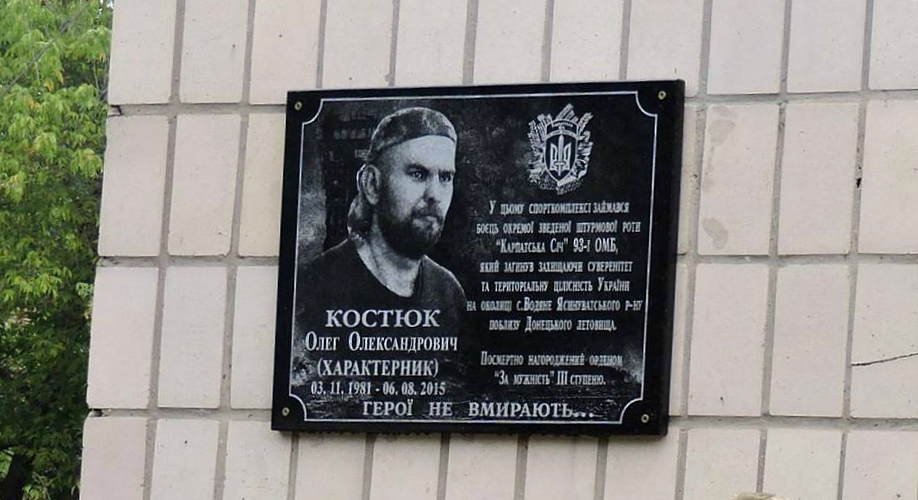 У цьому спорткомплексі займався
боєць окремої зведеної штурмової роти
"Карпатська Січ" 93-ї ОМБ,
який загинув захищаючи суверенітет
та територіальну цілісність України
на околиці с.Водяне Ясинуватського р-ну
поблизу Донецького летовища.
Посмертно нагороджений орденом
"За мужність" III ступеню.
КОСТЮК
Олег Олександрович
(ХАРАКТЕРНИК)
03. 11. 1981 - 06. 08. 2015
ГЕРОЇ НЕ ВМИРАЮТЬ...